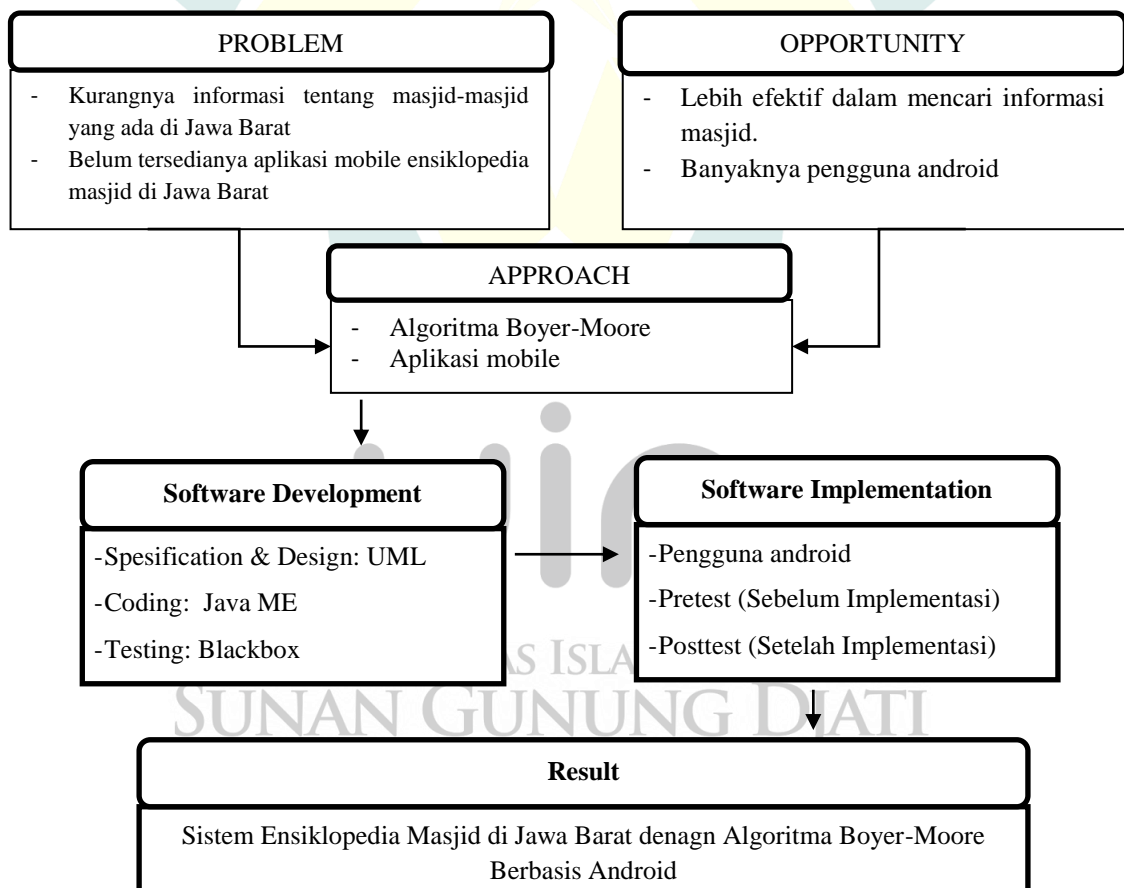 PROBLEM
- Kurangnya informasi tentang masjid-masjid
yang ada di Jawa Barat
- Belum tersedianya aplikasi mobile ensiklopedia
masjid di Jawa Barat
OPPORTUNITY
- Lebih efektif dalam mencari informasi
masjid.
- Banyaknya pengguna android
APPROACH
- Algoritma Boyer-Moore
- Aplikasi mobile
Software Development
-Spesification & Design: UML
-Coding: Java ME
-Testing: Blackbox
Software Implementation
-Pengguna android
-Pretest (Sebelum Implementasi)
-Posttest (Setelah Implementasi)
AS ISLA
SUNAN GUNUNG DJATI
Result
Sistem Ensiklopedia Masjid di Jawa Barat denagn Algoritma Boyer-Moore
Berbasis Android